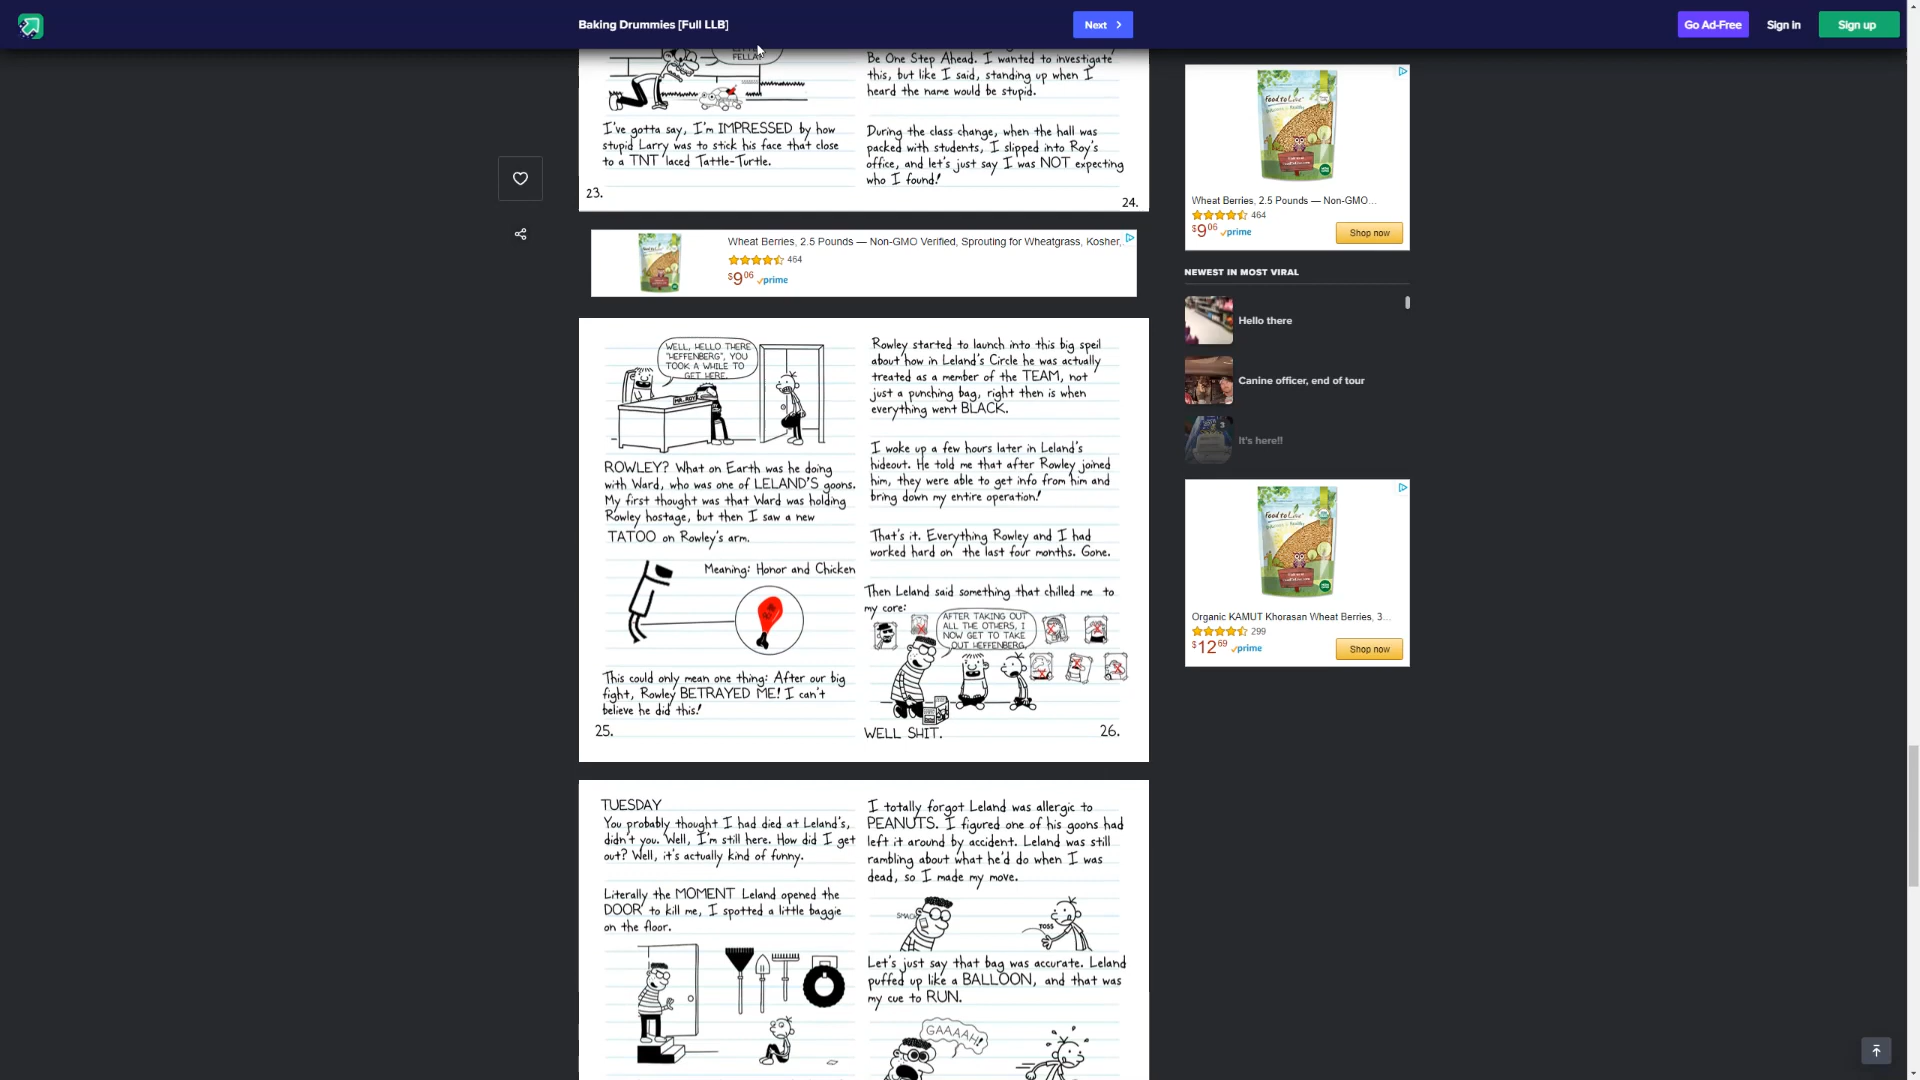 Baking Drummies [Full LLB]
Next
Go Ad-Free
Sign in
Sign up
FELLA!
I've gotta say, I'm IMPRESSED by how
stupid Larry was to stick his face that close
to a TNT laced Tattle-Turtle.
23.
Be One Step Ahead. I wanted to investigate
this, but like I said, standing up when I
heard the name would be stupid.
During the class change, when the hall was
packed with students, I slipped into Roy's
office, and let's just say I was NOT expecting
who I found!
24.
Wheat Berries, 2.5 Pounds — Non-GMO Verified, Sprouting for Wheatgrass, Kosher,
464
$9.06 prime
WELL, HELLO THERE
"HEFFENBERG", YOU
TOOK A WHILE TO
GET HERE.
MR. ROY
ROWLEY? What on Earth was he doing
with Ward, who was one of LELAND'S goons.
My first thought was that Ward was holding
Rowley hostage, but then I saw a new
TATOO on Rowley's arm.
Meaning: Honor and Chicken
This could only mean one thing: After our big
fight, Rowley BETRAYED ME! I can't
believe he did this!
25.
Rowley started to launch into this big speil
about how in Leland's Circle he was actually
treated as a member of the TEAM, not
just a punching bag, right then is when
everything went BLACK.
I woke up a few hours later in Leland's
hideout. He told me that after Rowley joined
him, they were able to get info from him and
bring down my entire operation!
That's it. Everything Rowley and I had
worked hard on the last four months. Gone.
Then Leland said something that chilled me to
my core:
AFTER TAKING OUT
ALL THE OTHERS, I
NOW GET TO TAKE
OUT HEFFENBERG.
WELL SHIT.
26.
TUESDAY
You probably thought I had died at Leland's,
didn't you. Well, I'm still here. How did I get
out? Well, it's actually kind of funny.
Literally the MOMENT Leland opened the
DOOR to kill me, I spotted a little baggie
on the floor.
I totally forgot Leland was allergic to
PEANUTS. I figured one of his goons had
left it around by accident. Leland was still
rambling about what he'd do when I was
dead, so I made my move.
SMACK
TOSS
Let's just say that bag was accurate. Leland
puffed up like a BALLOON, and that was
my cue to RUN.
GAAAAH!
Food to Live
Wheat Berries, 2.5 Pounds — Non-GMO...
464
$9.06 prime
Shop now
NEWEST IN MOST VIRAL
Hello there
Canine officer, end of tour
It's here!!
Food to Live
Organic KAMUT Khorasan Wheat Berries, 3...
299
$12.69 prime
Shop now